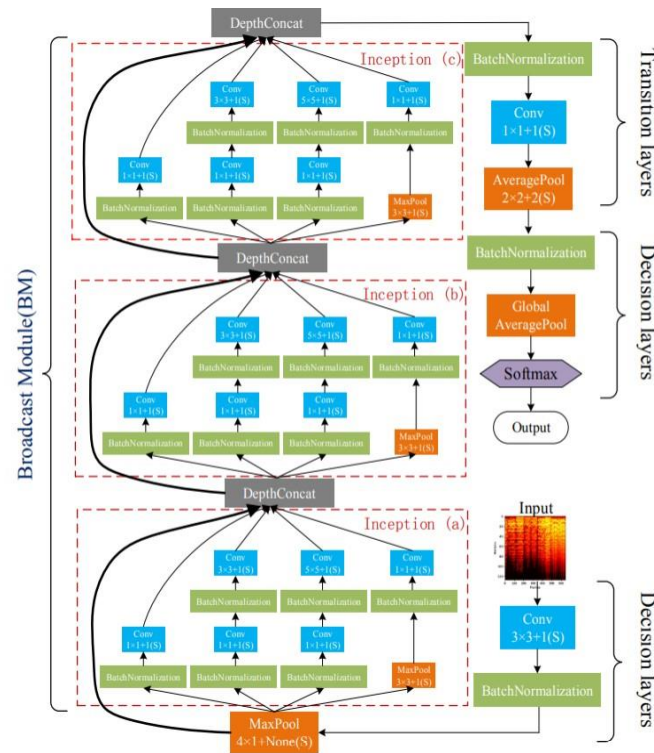 DepthConcat
Inception (c)
Conv
3×3+1(S)
Conv
5×5+1(S)
Conv
1×1+1(S)
BatchNormalization
BatchNormalization
BatchNormalization
Conv
1×1+1(S)
Conv
1×1+1(S)
Conv
1×1+1(S)
BatchNormalization
BatchNormalization
BatchNormalization
MaxPool
3×3+1(S)
DepthConcat
Inception (b)
Conv
3×3+1(S)
Conv
5×5+1(S)
Conv
1×1+1(S)
BatchNormalization
BatchNormalization
BatchNormalization
Conv
1×1+1(S)
Conv
1×1+1(S)
Conv
1×1+1(S)
BatchNormalization
BatchNormalization
BatchNormalization
MaxPool
3×3+1(S)
DepthConcat
Inception (a)
Conv
3×3+1(S)
Conv
5×5+1(S)
Conv
1×1+1(S)
BatchNormalization
BatchNormalization
BatchNormalization
Conv
1×1+1(S)
Conv
1×1+1(S)
Conv
1×1+1(S)
BatchNormalization
BatchNormalization
BatchNormalization
MaxPool
3×3+1(S)
MaxPool
4×1+None(S)
Broadcast Module(BM)
BatchNormalization
Conv
1×1+1(S)
AveragePool
2×2+2(S)
Transition layers
BatchNormalization
Global
AveragePool
Softmax
Output
Decision layers
Input
Conv
3×3+1(S)
BatchNormalization
Decision layers